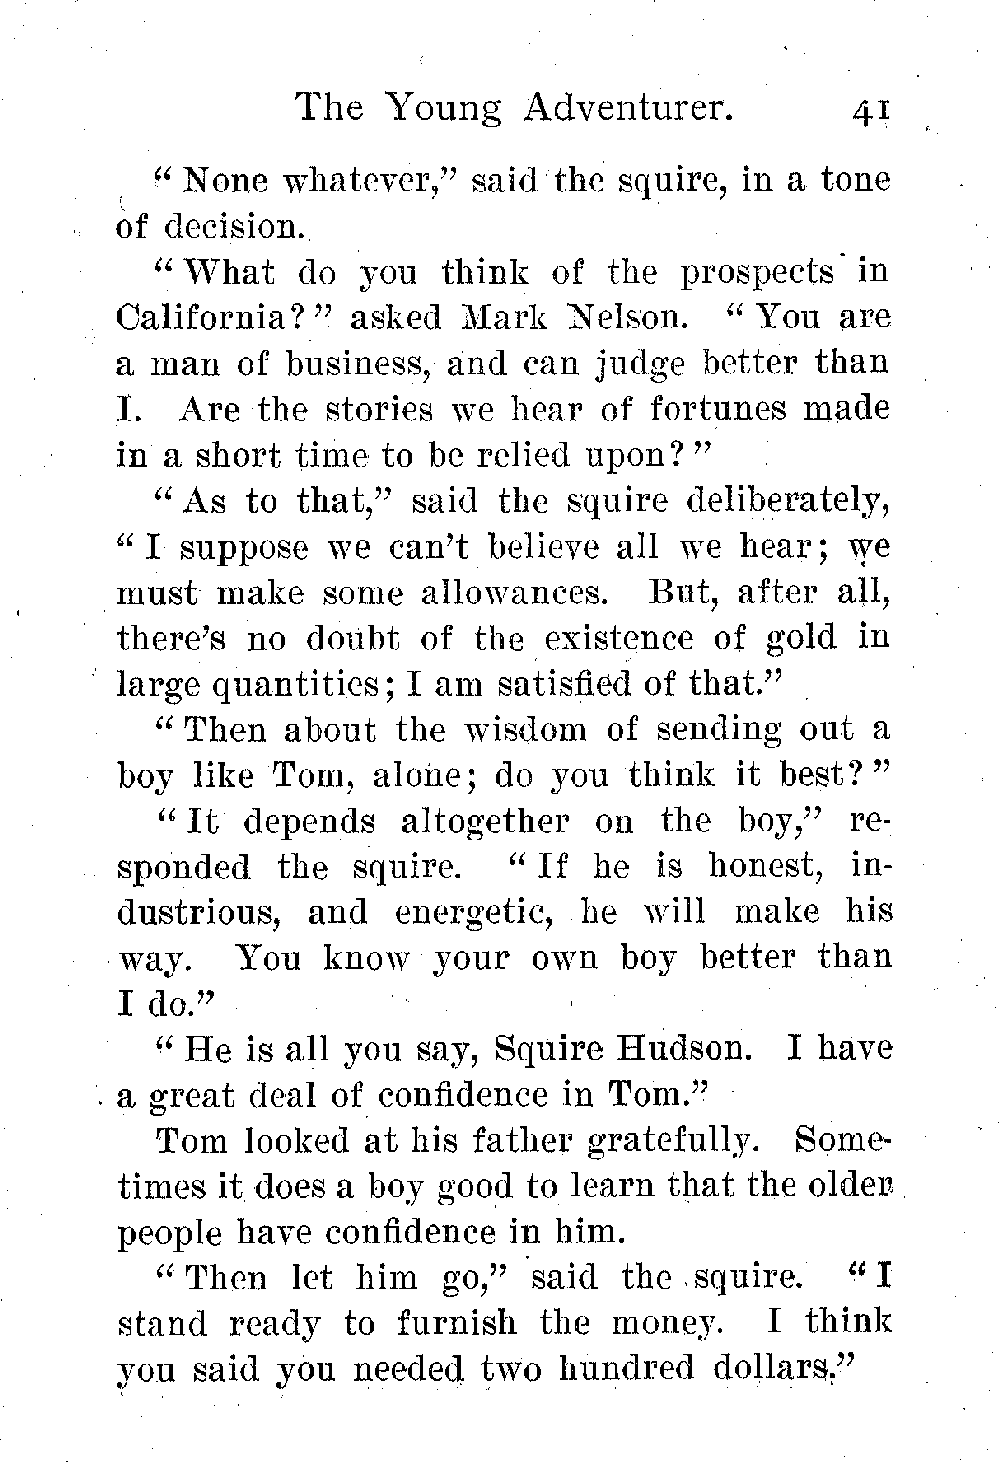 The Young Adventurer. 41
“ None whatever,” said the squire, in a tone
of decision.
“ What do you think of the prospects in
California? ” asked Mark Nelson. “ You are
a man of business, and can judge better than
I. Are the stories we hear of fortunes made
in a short time to be relied upon? ”
“ As to that,” said the squire deliberately,
“ I suppose we can’t believe all we hear; we
must make some allowances. But, after all,
there’s no doubt of the existence of gold in
large quantities; I am satisfied of that.”
“ Then about the wisdom of sending out a
boy like Tom, alone; do you think it best? ”
“ It depends altogether on the boy,” re-
sponded the squire. “ If he is honest, in-
dustrious, and energetic, he will make his
way. You know your own boy better than
I do.”
“ He is all you say, Squire Hudson. I have
a great deal of confidence in Tom.”
Tom looked at his father gratefully. Some-
times it does a boy good to learn that the older
people have confidence in him.
“ Then let him go,” said the squire. “ I
stand ready to furnish the money. I think
you said you needed two hundred dollars.”